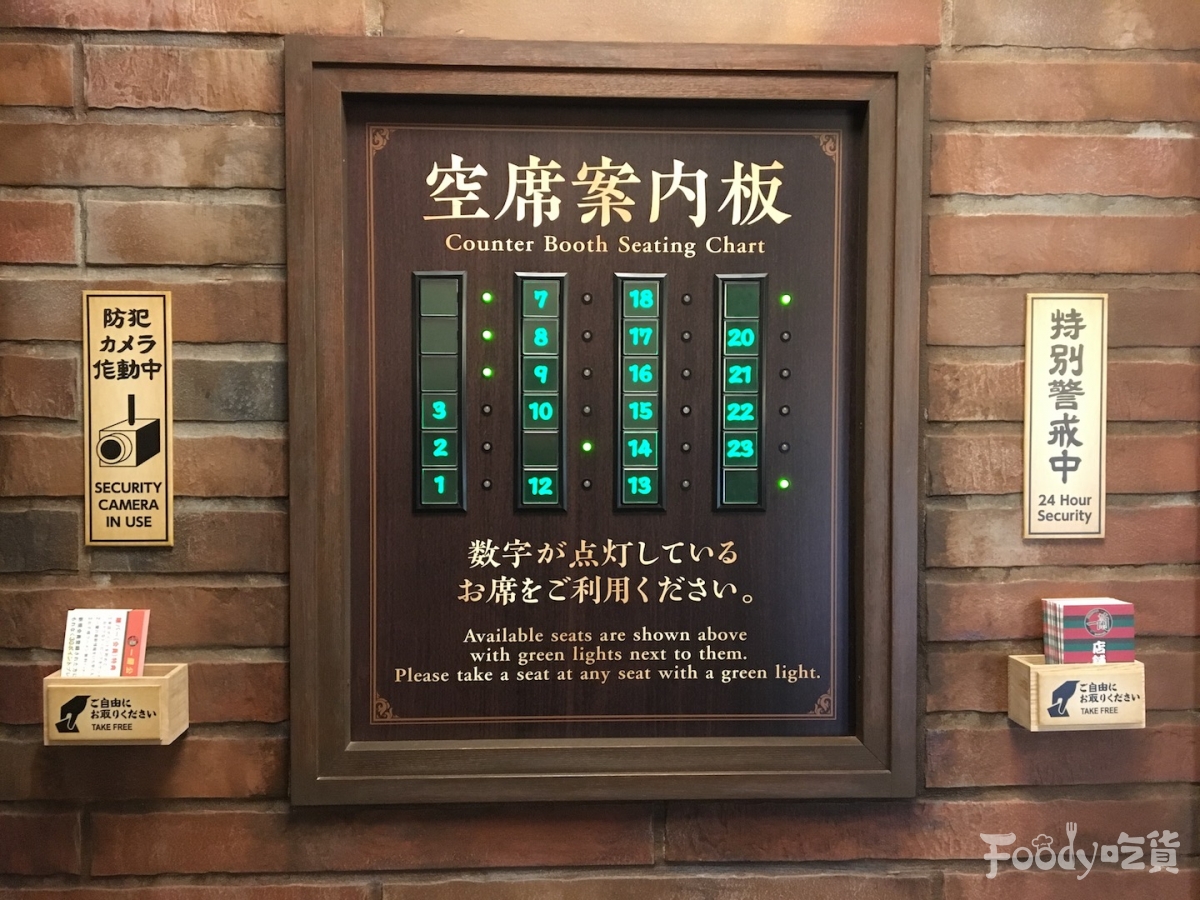 空席案内板
Counter Booth Seating Chart
7 18
8 17 20
9 16 21
3 10 15 22
2 14 23
1 12 13
数字が点灯している
お席をご利用ください。
Available seats are shown above
with green lights next to them.
Please take a seat at any seat with a green light.
防犯
カメラ
作動中
SECURITY
CAMERA
IN USE
特別警戒中
24 Hour
Security
ご自由に
お取りください
TAKE FREE
ご自由に
お取りください
TAKE FREE
Foody吃貨